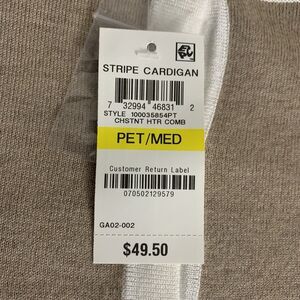 STRIPE CARDIGAN
7 32994 46831 2
STYLE 100035854PT
CHSTNT HTR COMB
PET/MED
Customer Return Label
070502129579
GA02-002
$49.50